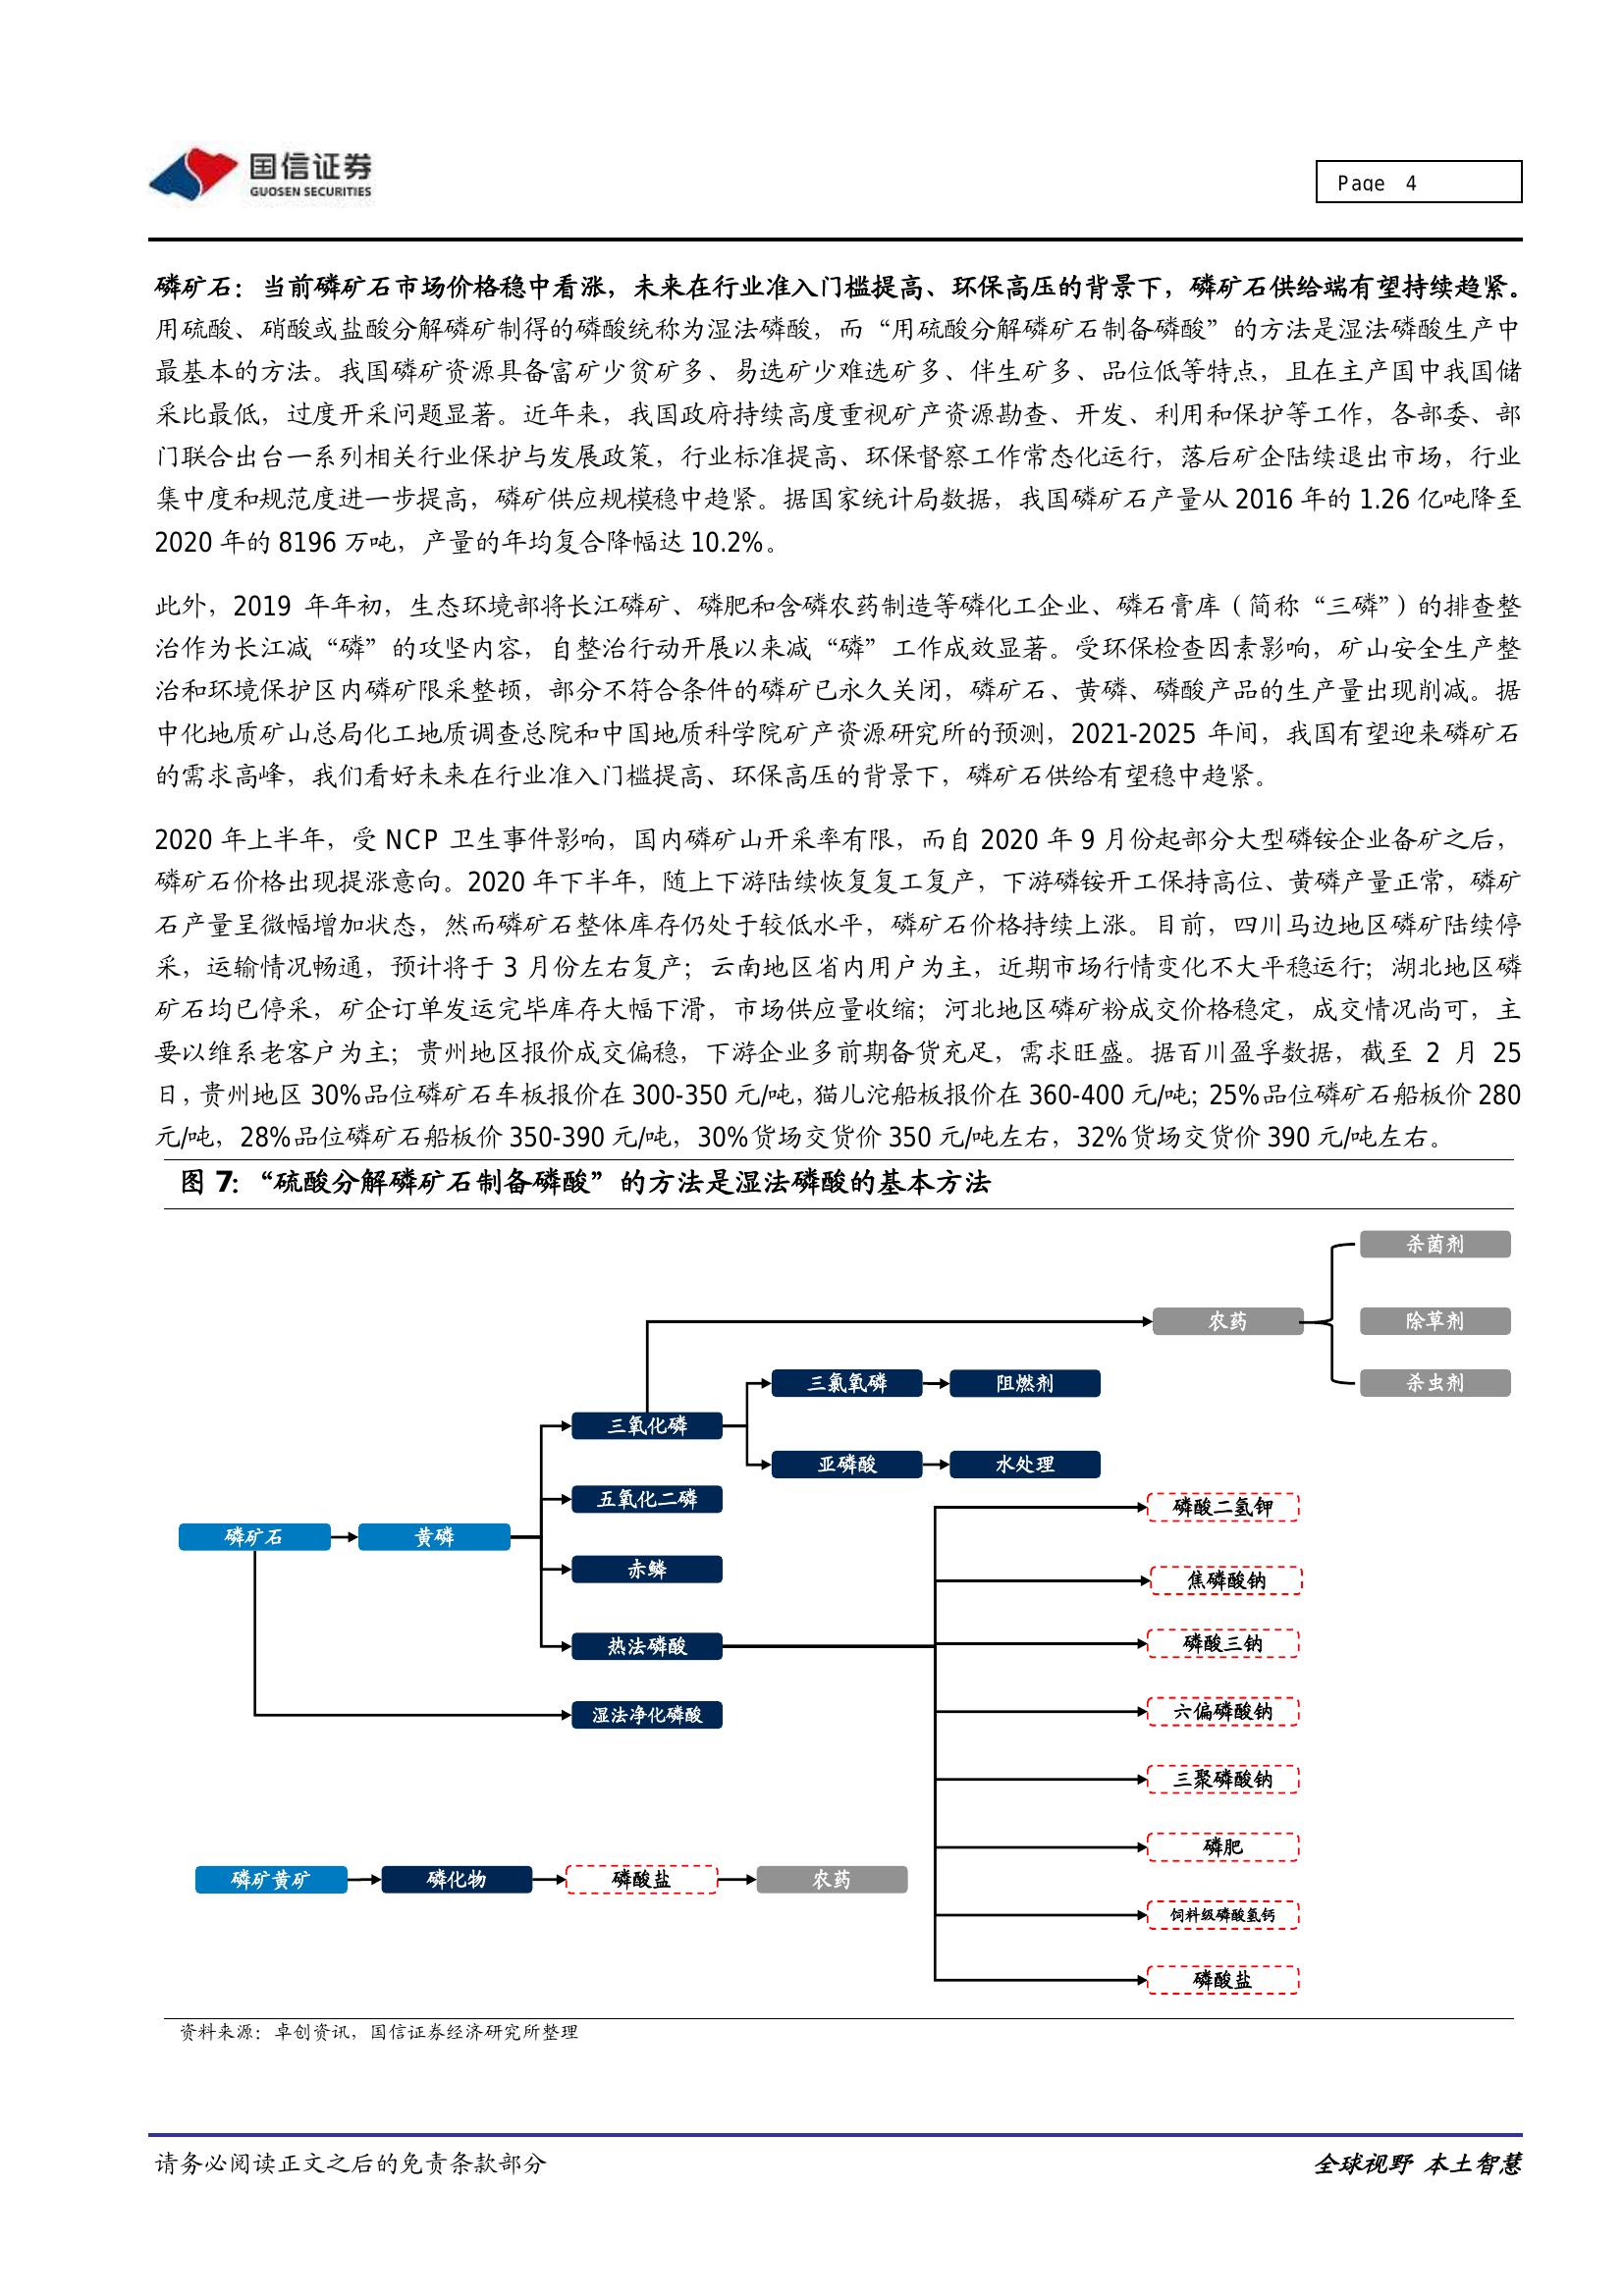 国信证券
GUOSEN SECURITIES
Page 4
磷矿石：当前磷矿石市场价格稳中看涨，未来在行业准入门槛提高、环保高压的背景下，磷矿石供给端有望持续趋紧。
用硫酸、硝酸或盐酸分解磷矿制得的磷酸统称为湿法磷酸，而“用硫酸分解磷矿石制备磷酸”的方法是湿法磷酸生产中
最基本的方法。我国磷矿资源具备富矿少贫矿多、易选矿少难选矿多、伴生矿多、品位低等特点，且在主产国中我国储
采比最低，过度开采问题显著。近年来，我国政府持续高度重视矿产资源勘查、开发、利用和保护等工作，各部委、部
门联合出台一系列相关行业保护与发展政策，行业标准提高、环保督察工作常态化运行，落后矿企陆续退出市场，行业
集中度和规范度进一步提高，磷矿供应规模稳中趋紧。据国家统计局数据，我国磷矿石产量从 2016 年的 1.26 亿吨降至
2020 年的 8196 万吨，产量的年均复合降幅达 10.2%。
此外，2019 年年初，生态环境部将长江磷矿、磷肥和含磷农药制造等磷化工企业、磷石膏库（简称“三磷”）的排查整
治作为长江减“磷”的攻坚内容，自整治行动开展以来减“磷”工作成效显著。受环保检查因素影响，矿山安全生产整
治和环境保护区内磷矿限采整顿，部分不符合条件的磷矿已永久关闭，磷矿石、黄磷、磷酸产品的生产量出现削减。据
中化地质矿山总局化工地质调查总院和中国地质科学院矿产资源研究所的预测，2021-2025 年间，我国有望迎来磷矿石
的需求高峰，我们看好未来在行业准入门槛提高、环保高压的背景下，磷矿石供给有望稳中趋紧。
2020 年上半年，受 NCP 卫生事件影响，国内磷矿山开采率有限，而自 2020 年 9 月份起部分大型磷铵企业备矿之后，
磷矿石价格出现提涨意向。2020 年下半年，随上下游陆续恢复复工复产，下游磷铵开工保持高位、黄磷产量正常，磷矿
石产量呈微幅增加状态，然而磷矿石整体库存仍处于较低水平，磷矿石价格持续上涨。目前，四川马边地区磷矿陆续停
采，运输情况畅通，预计将于 3 月份左右复产；云南地区省内用户为主，近期市场行情变化不大平稳运行；湖北地区磷
矿石均已停采，矿企订单发运完毕库存大幅下滑，市场供应量收缩；河北地区磷矿粉成交价格稳定，成交情况尚可，主
要以维系老客户为主；贵州地区报价成交偏稳，下游企业多前期备货充足，需求旺盛。据百川盈孚数据，截至 2 月 25
日，贵州地区 30%品位磷矿石车板报价在 300-350 元/吨，猫儿沱船板报价在 360-400 元/吨；25%品位磷矿石船板价 280
元/吨，28%品位磷矿石船板价 350-390 元/吨，30%货场交货价 350 元/吨左右，32%货场交货价 390 元/吨左右。
图 7：“硫酸分解磷矿石制备磷酸”的方法是湿法磷酸的基本方法
杀菌剂
农药
除草剂
三氯氧磷
阻燃剂
杀虫剂
三氧化磷
亚磷酸
水处理
五氧化二磷
磷酸二氢钾
磷矿石
黄磷
赤鳞
焦磷酸钠
热法磷酸
磷酸三钠
湿法净化磷酸
六偏磷酸钠
三聚磷酸钠
磷肥
磷矿黄矿
磷化物
磷酸盐
农药
饲料级磷酸氢钙
磷酸盐
资料来源：卓创资讯，国信证券经济研究所整理
请务必阅读正文之后的免责条款部分
全球视野 本土智慧